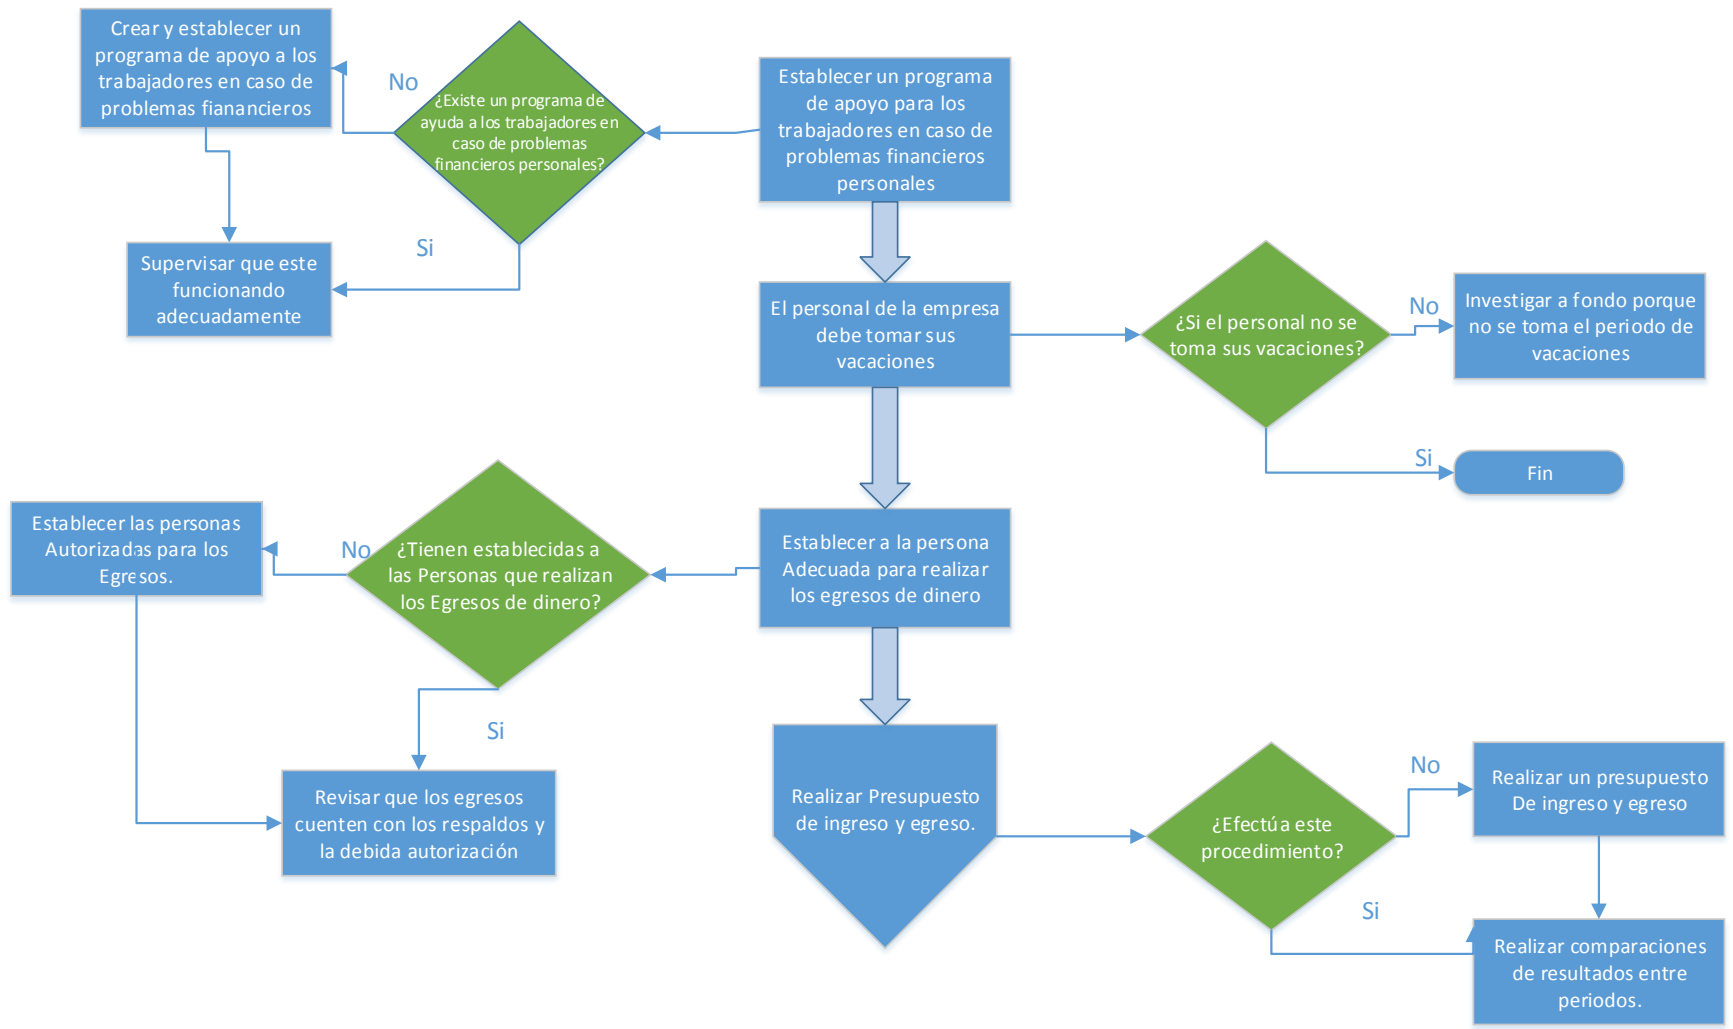 Crear y establecer un
programa de apoyo a los
trabajadores en caso de
problemas fianancieros
No
¿Existe un programa de
ayuda a los trabajadores en
caso de problemas
financieros personales?
Establecer un programa
de apoyo para los
trabajadores en caso de
problemas financieros
personales
Si
Supervisar que este
funcionando
adecuadamente
El personal de la empresa
debe tomar sus
vacaciones
¿Si el personal no se
toma sus vacaciones?
No
Investigar a fondo porque
no se toma el periodo de
vacaciones
Si
Fin
Establecer las personas
Autorizadas para los
Egresos.
No
¿Tienen establecidas a
las Personas que realizan
los Egresos de dinero?
Establecer a la persona
Adecuada para realizar
los egresos de dinero
Si
Revisar que los egresos
cuenten con los respaldos y
la debida autorización
Realizar Presupuesto
de ingreso y egreso.
¿Efectúa este
procedimiento?
No
Realizar un presupuesto
De ingreso y egreso
Si
Realizar comparaciones
de resultados entre
periodos.